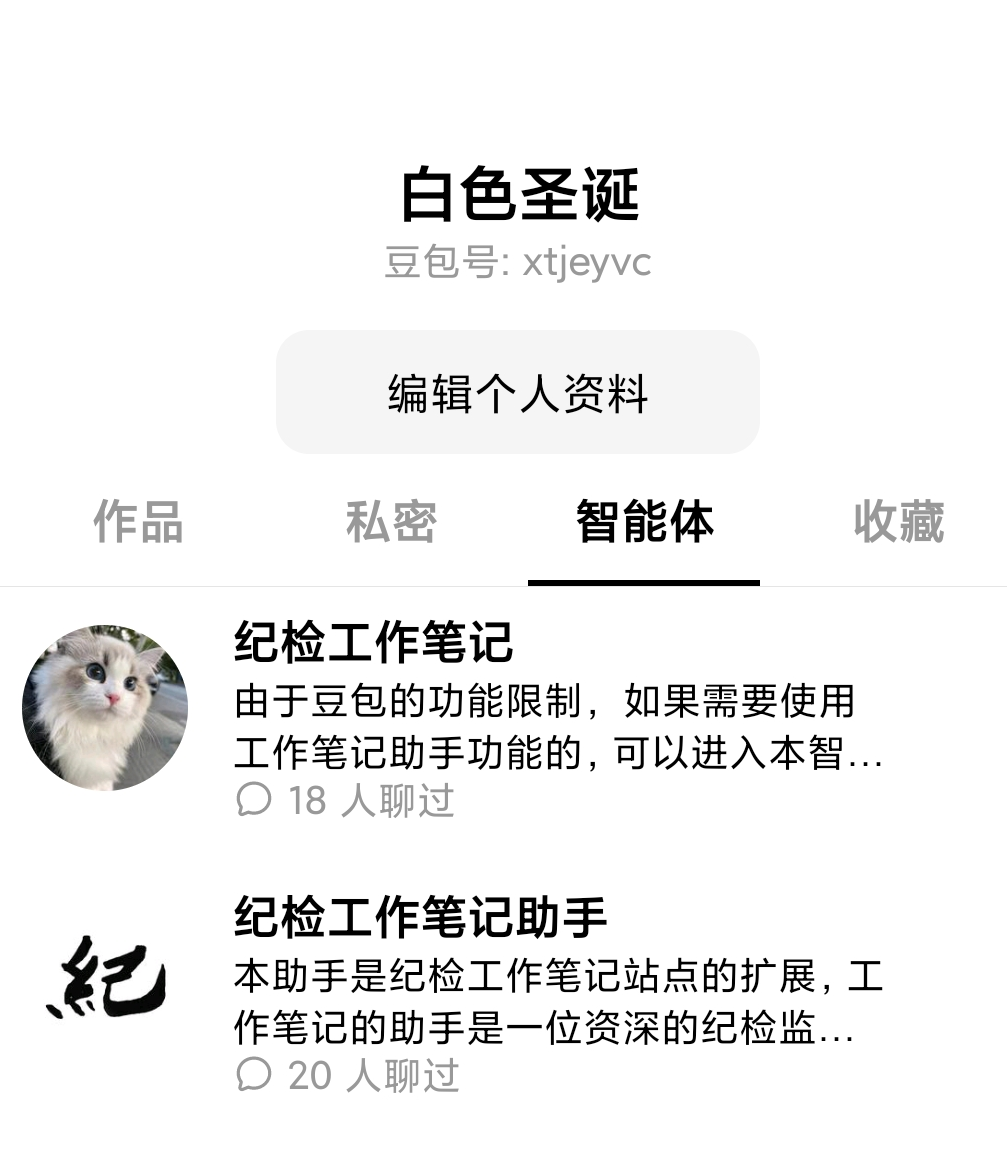 白色圣诞
豆包号: xtjeyvc
编辑个人资料
作品 私密 智能体 收藏
纪检工作笔记
由于豆包的功能限制，如果需要使用
工作笔记助手功能的，可以进入本智...
18 人聊过
紀
纪检工作笔记助手
本助手是纪检工作笔记站点的扩展，工
作笔记的助手是一位资深的纪检监...
20 人聊过